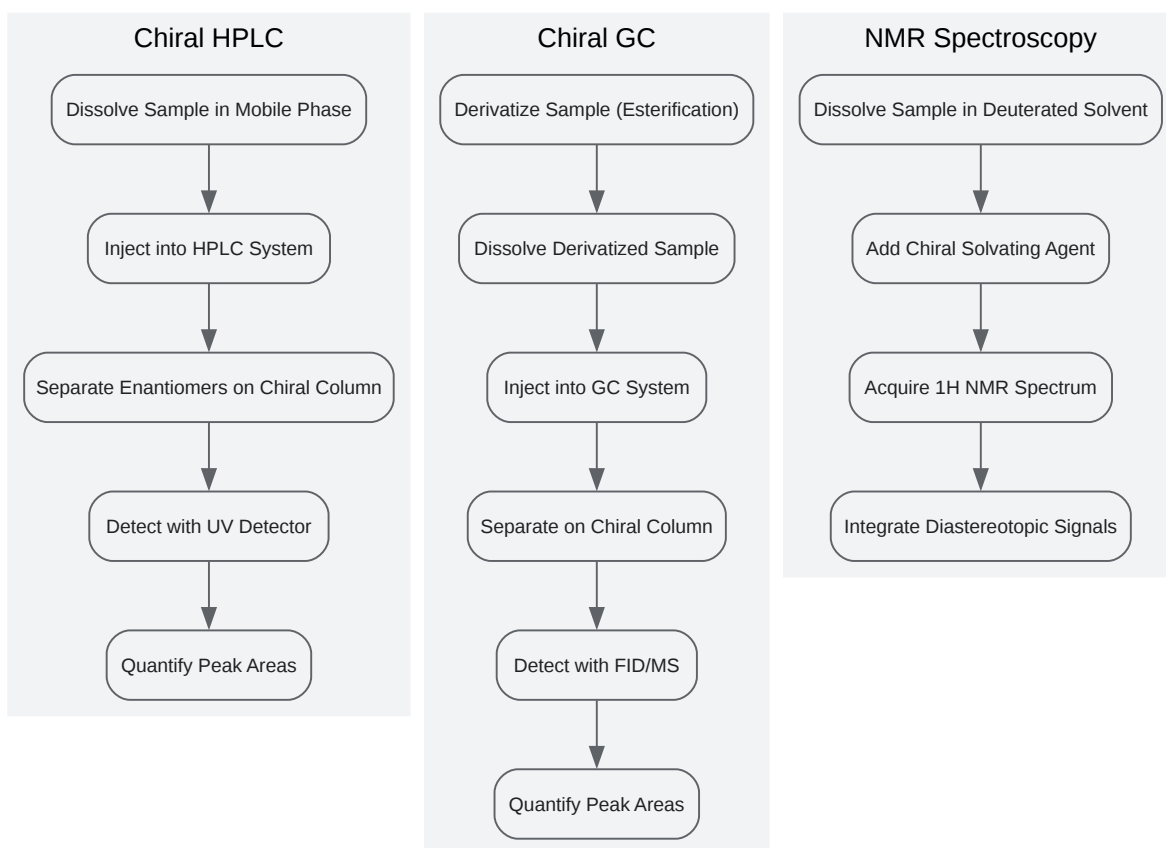 Chiral HPLC
Dissolve Sample in Mobile Phase
Inject into HPLC System
Separate Enantiomers on Chiral Column
Detect with UV Detector
Quantify Peak Areas
Chiral GC
Derivatize Sample (Esterification)
Dissolve Derivatized Sample
Inject into GC System
Separate on Chiral Column
Detect with FID/MS
Quantify Peak Areas
NMR Spectroscopy
Dissolve Sample in Deuterated Solvent
Add Chiral Solvating Agent
Acquire 1H NMR Spectrum
Integrate Diastereotopic Signals